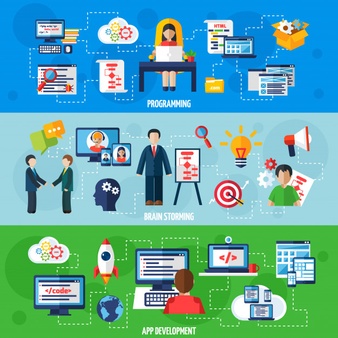 HTML
PROGRAMMING
BRAIN STORMING
</>
</code>
APP DEVELOPMENT